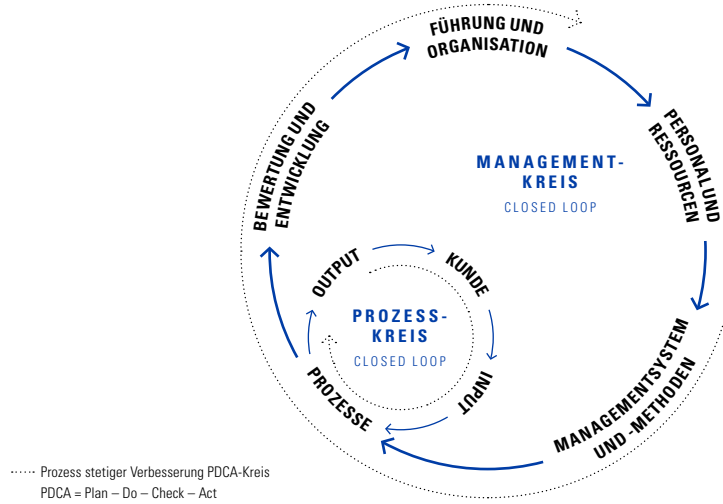 FÜHRUNG UND
ORGANISATION
PERSONAL UND
RESSOURCEN
MANAGEMENT-
KREIS
CLOSED LOOP
BEWERTUNG UND
ENTWICKLUNG
OUTPUT
KUNDE
PROZESS-
KREIS
CLOSED LOOP
INPUT
PROZESSE
MANAGEMENTSYSTEM
UND -METHODEN
Prozess stetiger Verbesserung PDCA-Kreis
PDCA = Plan – Do – Check – Act